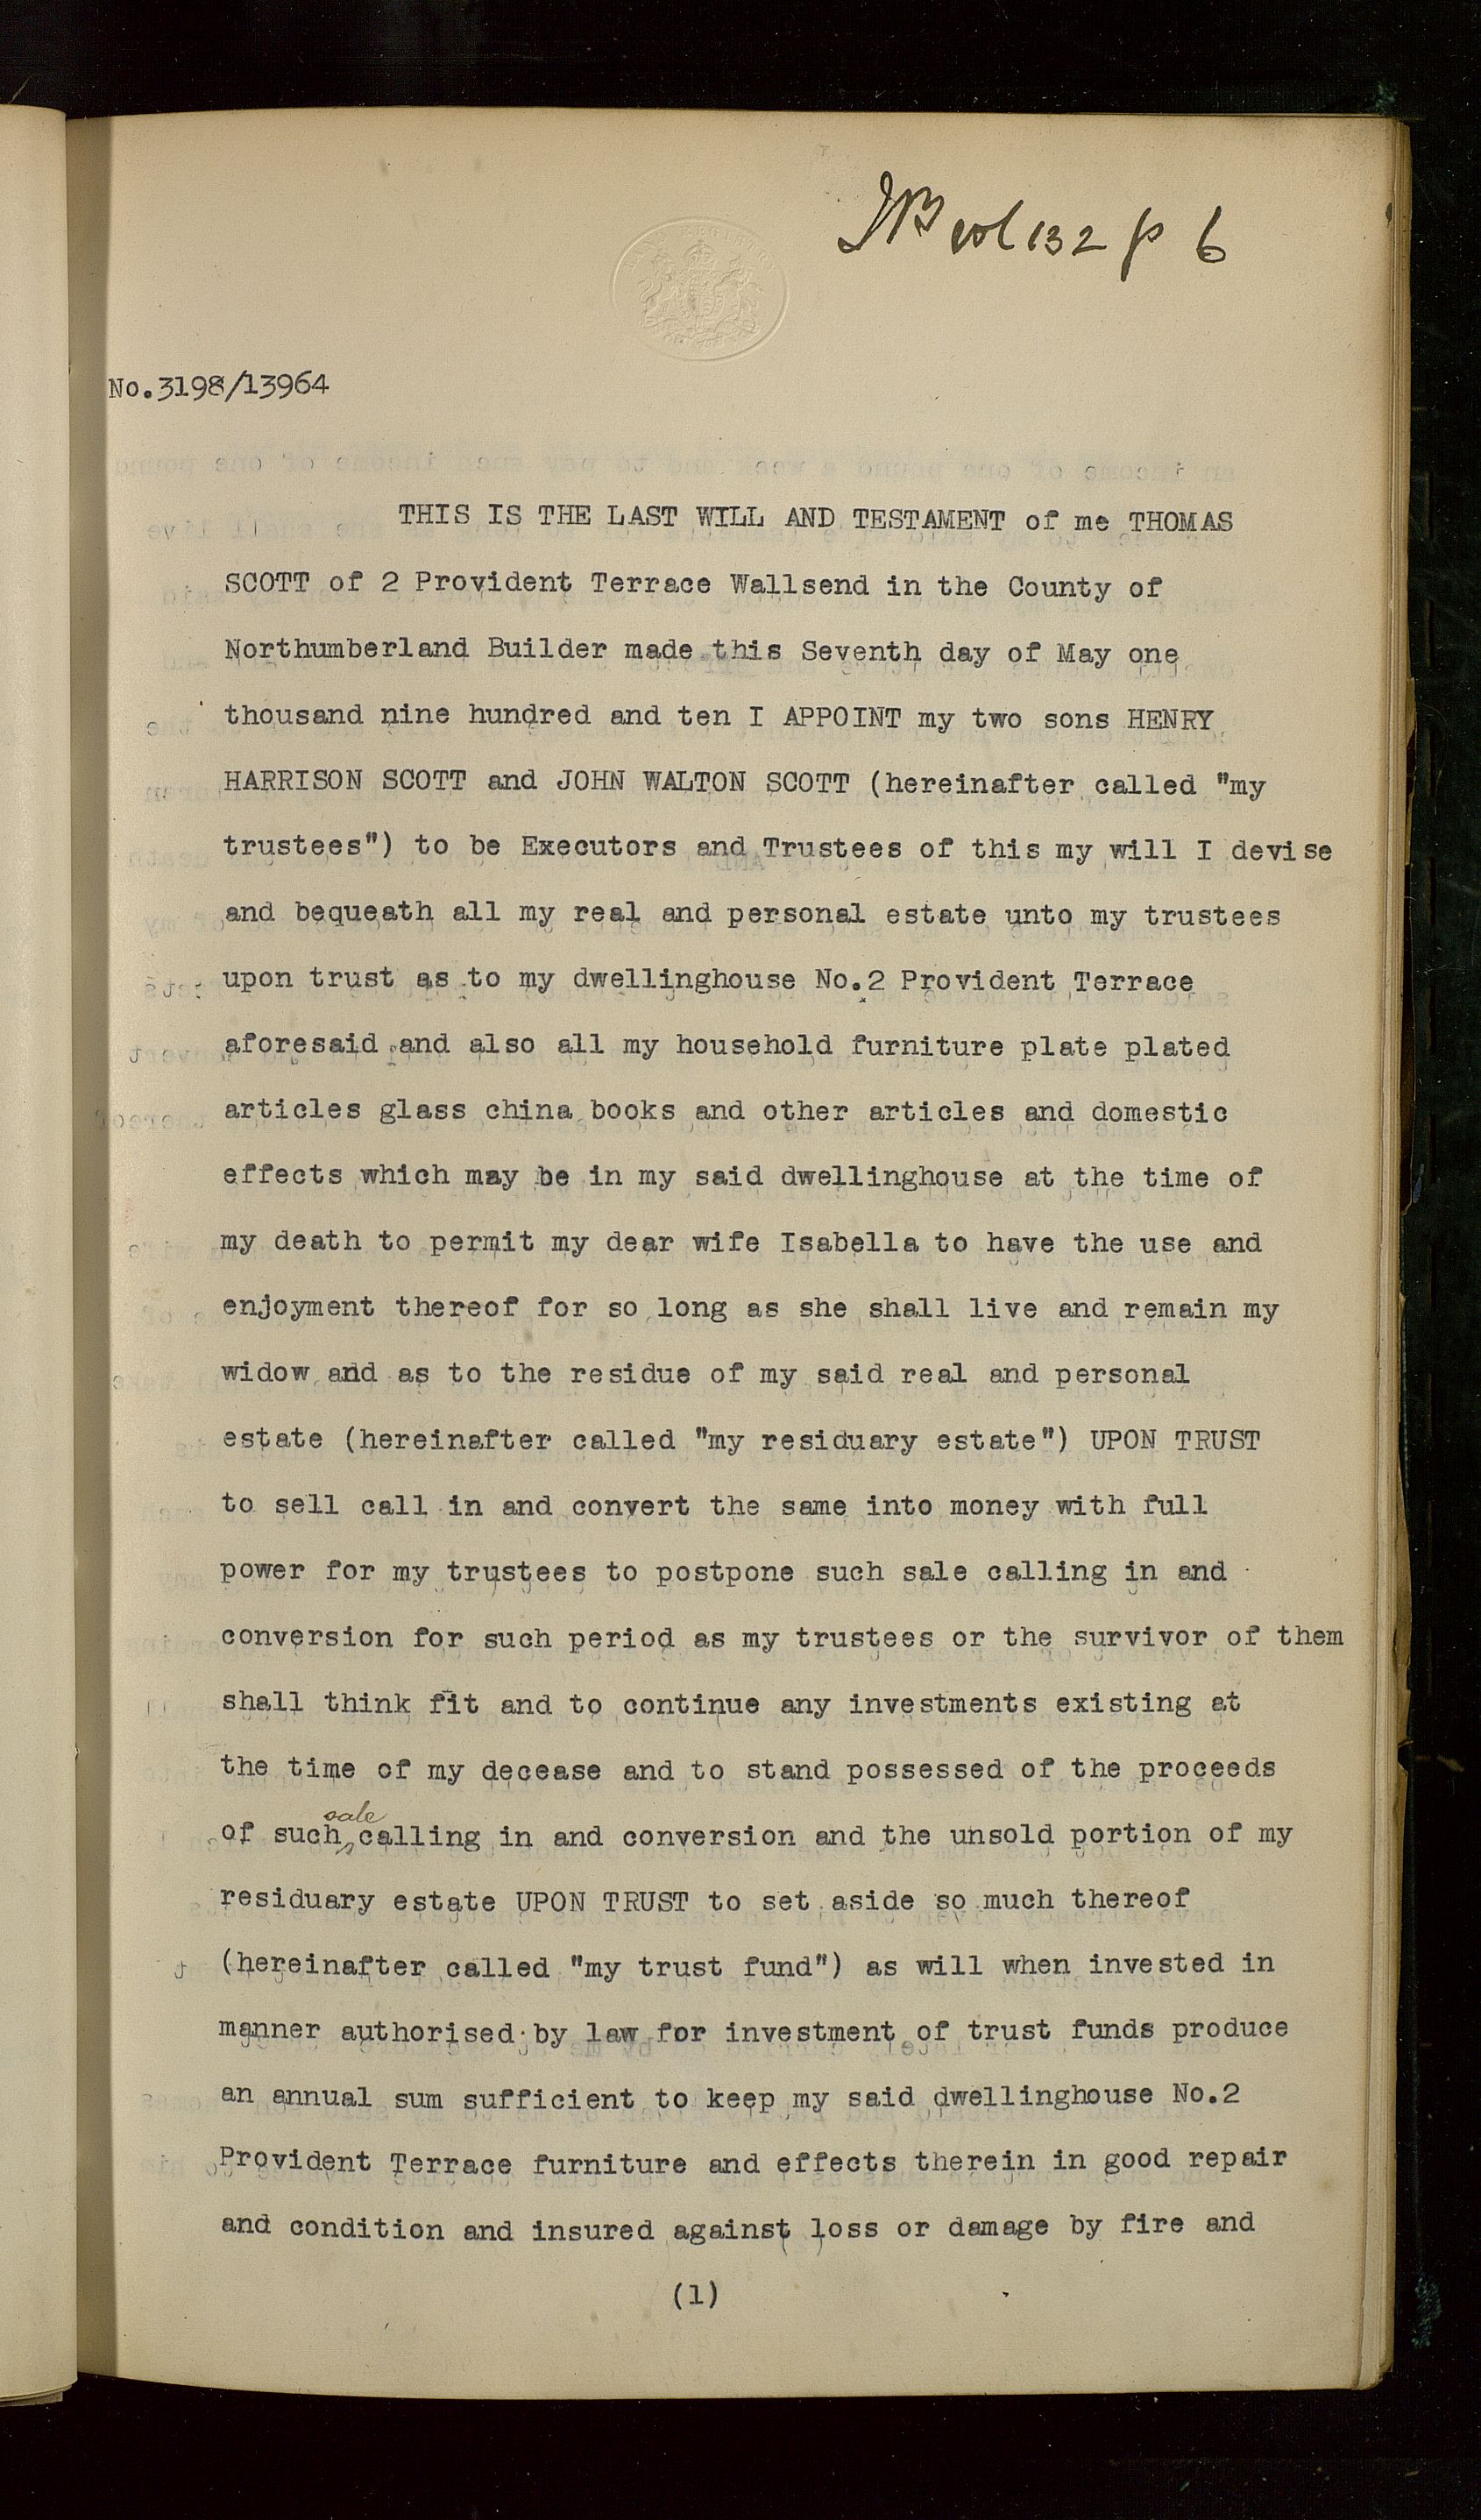 vol 132 p 6
No.3198/13964
THIS IS THE LAST WILL AND TESTAMENT of me THOMAS
SCOTT of 2 Provident Terrace Wallsend in the County of
Northumberland Builder made this Seventh day of May one
thousand nine hundred and ten I APPOINT my two sons HENRY
HARRISON SCOTT and JOHN WALTON SCOTT (hereinafter called "my
trustees") to be Executors and Trustees of this my will I devise
and bequeath all my real and personal estate unto my trustees
upon trust as to my dwellinghouse No.2 Provident Terrace
aforesaid and also all my household furniture plate plated
articles glass china books and other articles and domestic
effects which may be in my said dwellinghouse at the time of
my death to permit my dear wife Isabella to have the use and
enjoyment thereof for so long as she shall live and remain my
widow and as to the residue of my said real and personal
estate (hereinafter called "my residuary estate") UPON TRUST
to sell call in and convert the same into money with full
power for my trustees to postpone such sale calling in and
conversion for such period as my trustees or the survivor of them
shall think fit and to continue any investments existing at
the time of my decease and to stand possessed of the proceeds
of such sale calling in and conversion and the unsold portion of my
residuary estate UPON TRUST to set aside so much thereof
(hereinafter called "my trust fund") as will when invested in
manner authorised by law for investment of trust funds produce
an annual sum sufficient to keep my said dwellinghouse No.2
Provident Terrace furniture and effects therein in good repair
and condition and insured against loss or damage by fire and
(1)